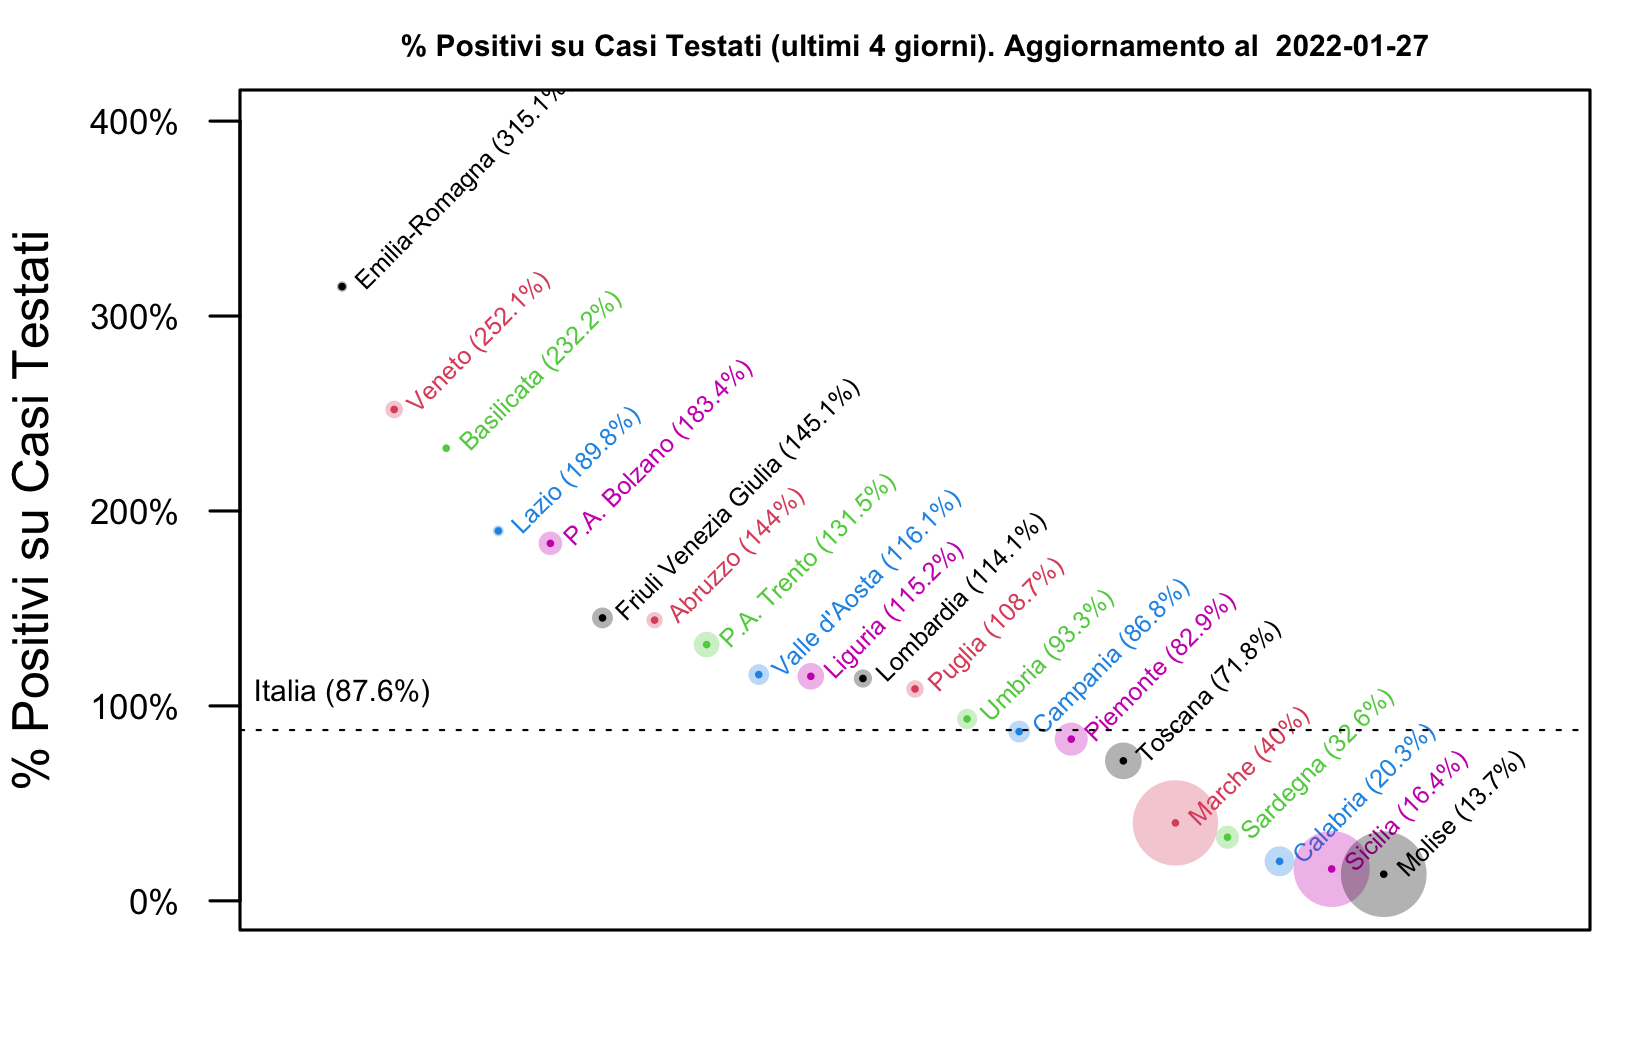 % Positivi su Casi Testati (ultimi 4 giorni). Aggiornamento al  2022-01-27
% Positivi su Casi Testati
400%
300%
200%
100%
0%
Emilia-Romagna (315.1%
Veneto (252.1%)
Basilicata (232.2%)
Lazio (189.8%)
P.A. Bolzano (183.4%)
Friuli Venezia Giulia (145.1%)
Abruzzo (144%)
P.A. Trento (131.5%)
Valle d'Aosta (116.1%)
Liguria (115.2%)
Lombardia (114.1%)
Puglia (108.7%)
Umbria (93.3%)
Campania (86.8%)
Piemonte (82.9%)
Toscana (71.8%)
Marche (40%)
Sardegna (32.6%)
Calabria (20.3%)
Sicilia (16.4%)
Molise (13.7%)
Italia (87.6%)